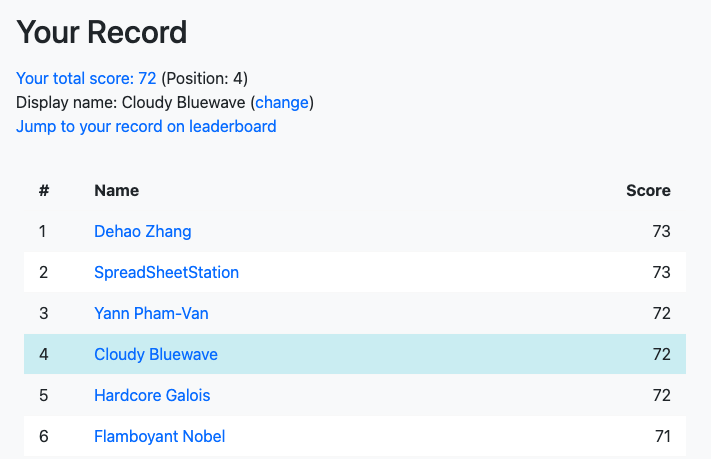 Your Record
Your total score: 72 (Position: 4)
Display name: Cloudy Bluewave (change)
Jump to your record on leaderboard
# Name Score
1 Dehao Zhang 73
2 SpreadSheetStation 73
3 Yann Pham-Van 72
4 Cloudy Bluewave 72
5 Hardcore Galois 72
6 Flamboyant Nobel 71